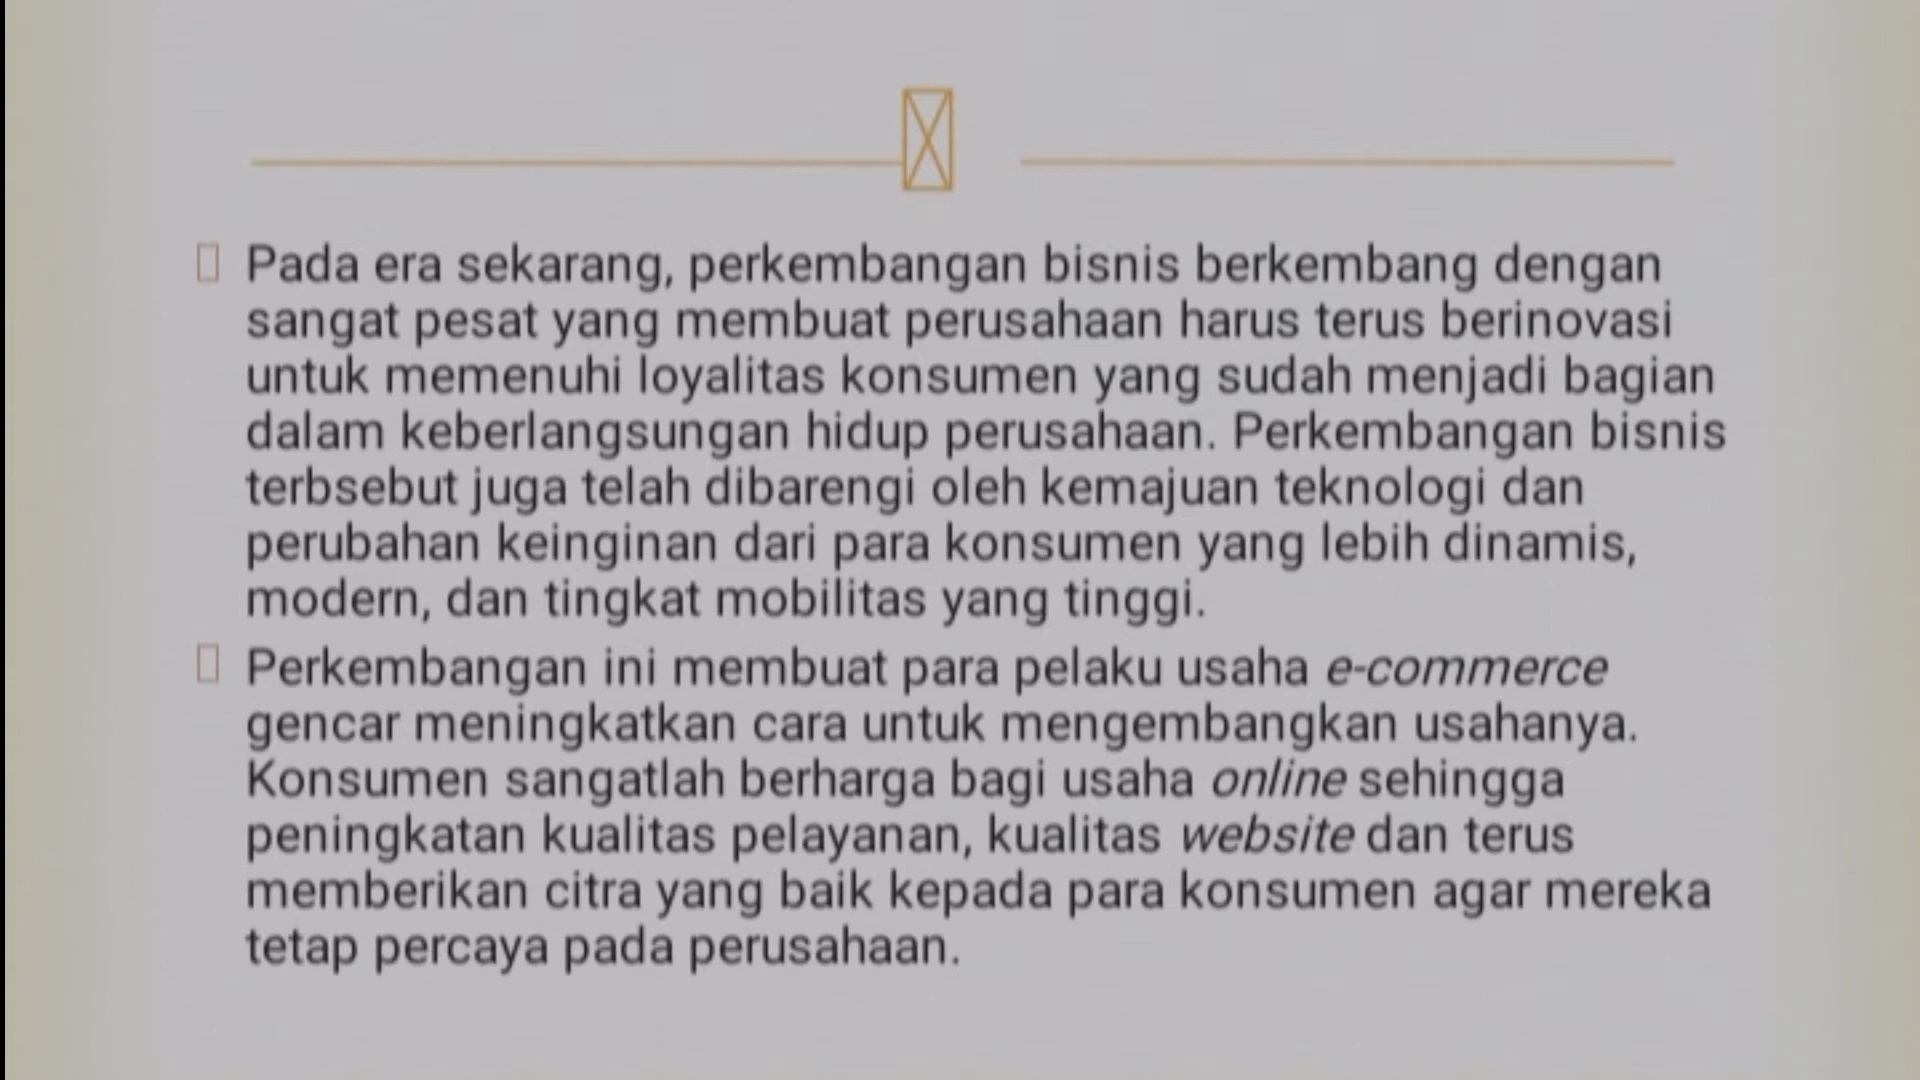 Pada era sekarang, perkembangan bisnis berkembang dengan
sangat pesat yang membuat perusahaan harus terus berinovasi
untuk memenuhi loyalitas konsumen yang sudah menjadi bagian
dalam keberlangsungan hidup perusahaan. Perkembangan bisnis
terbsebut juga telah dibarengi oleh kemajuan teknologi dan
perubahan keinginan dari para konsumen yang lebih dinamis,
modern, dan tingkat mobilitas yang tinggi.
Perkembangan ini membuat para pelaku usaha e-commerce
gencar meningkatkan cara untuk mengembangkan usahanya.
Konsumen sangatlah berharga bagi usaha online sehingga
peningkatan kualitas pelayanan, kualitas website dan terus
memberikan citra yang baik kepada para konsumen agar mereka
tetap percaya pada perusahaan.